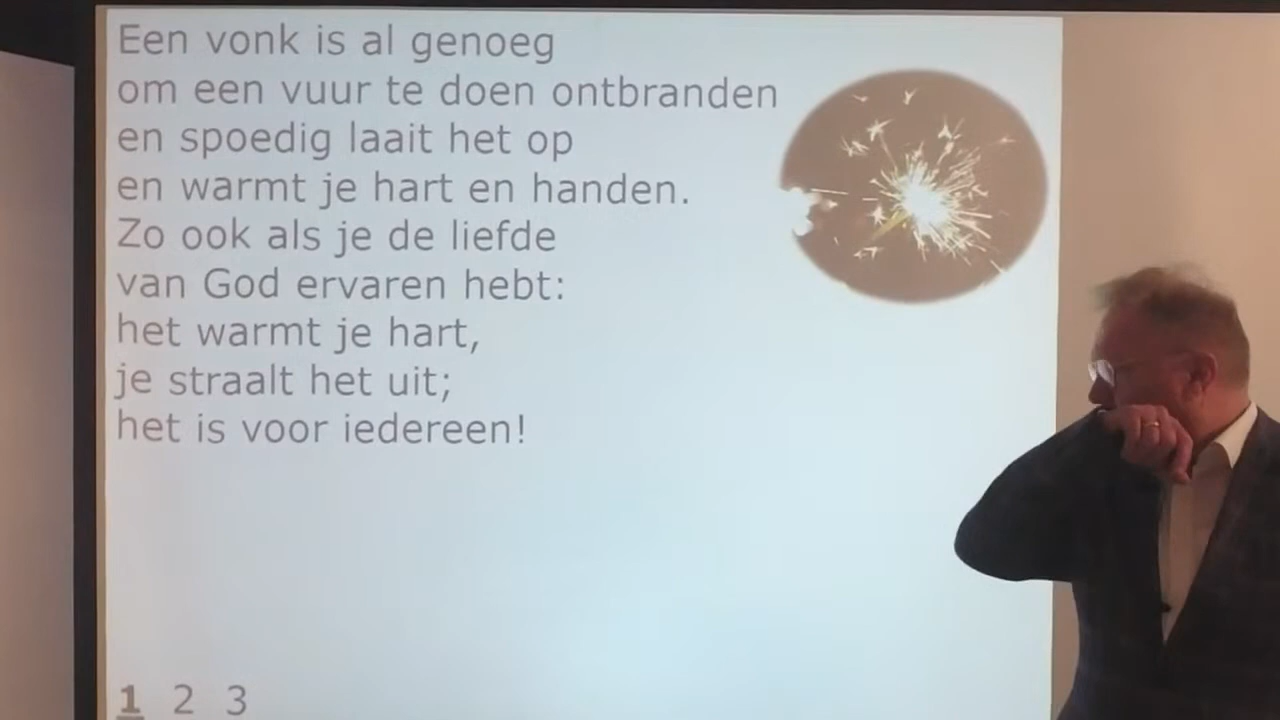 Een vonk is al genoeg
om een vuur te doen ontbranden
en spoedig laait het op
en warmt je hart en handen.
Zo ook als je de liefde
van God ervaren hebt:
het warmt je hart,
je straalt het uit;
het is voor iedereen!
1 2 3